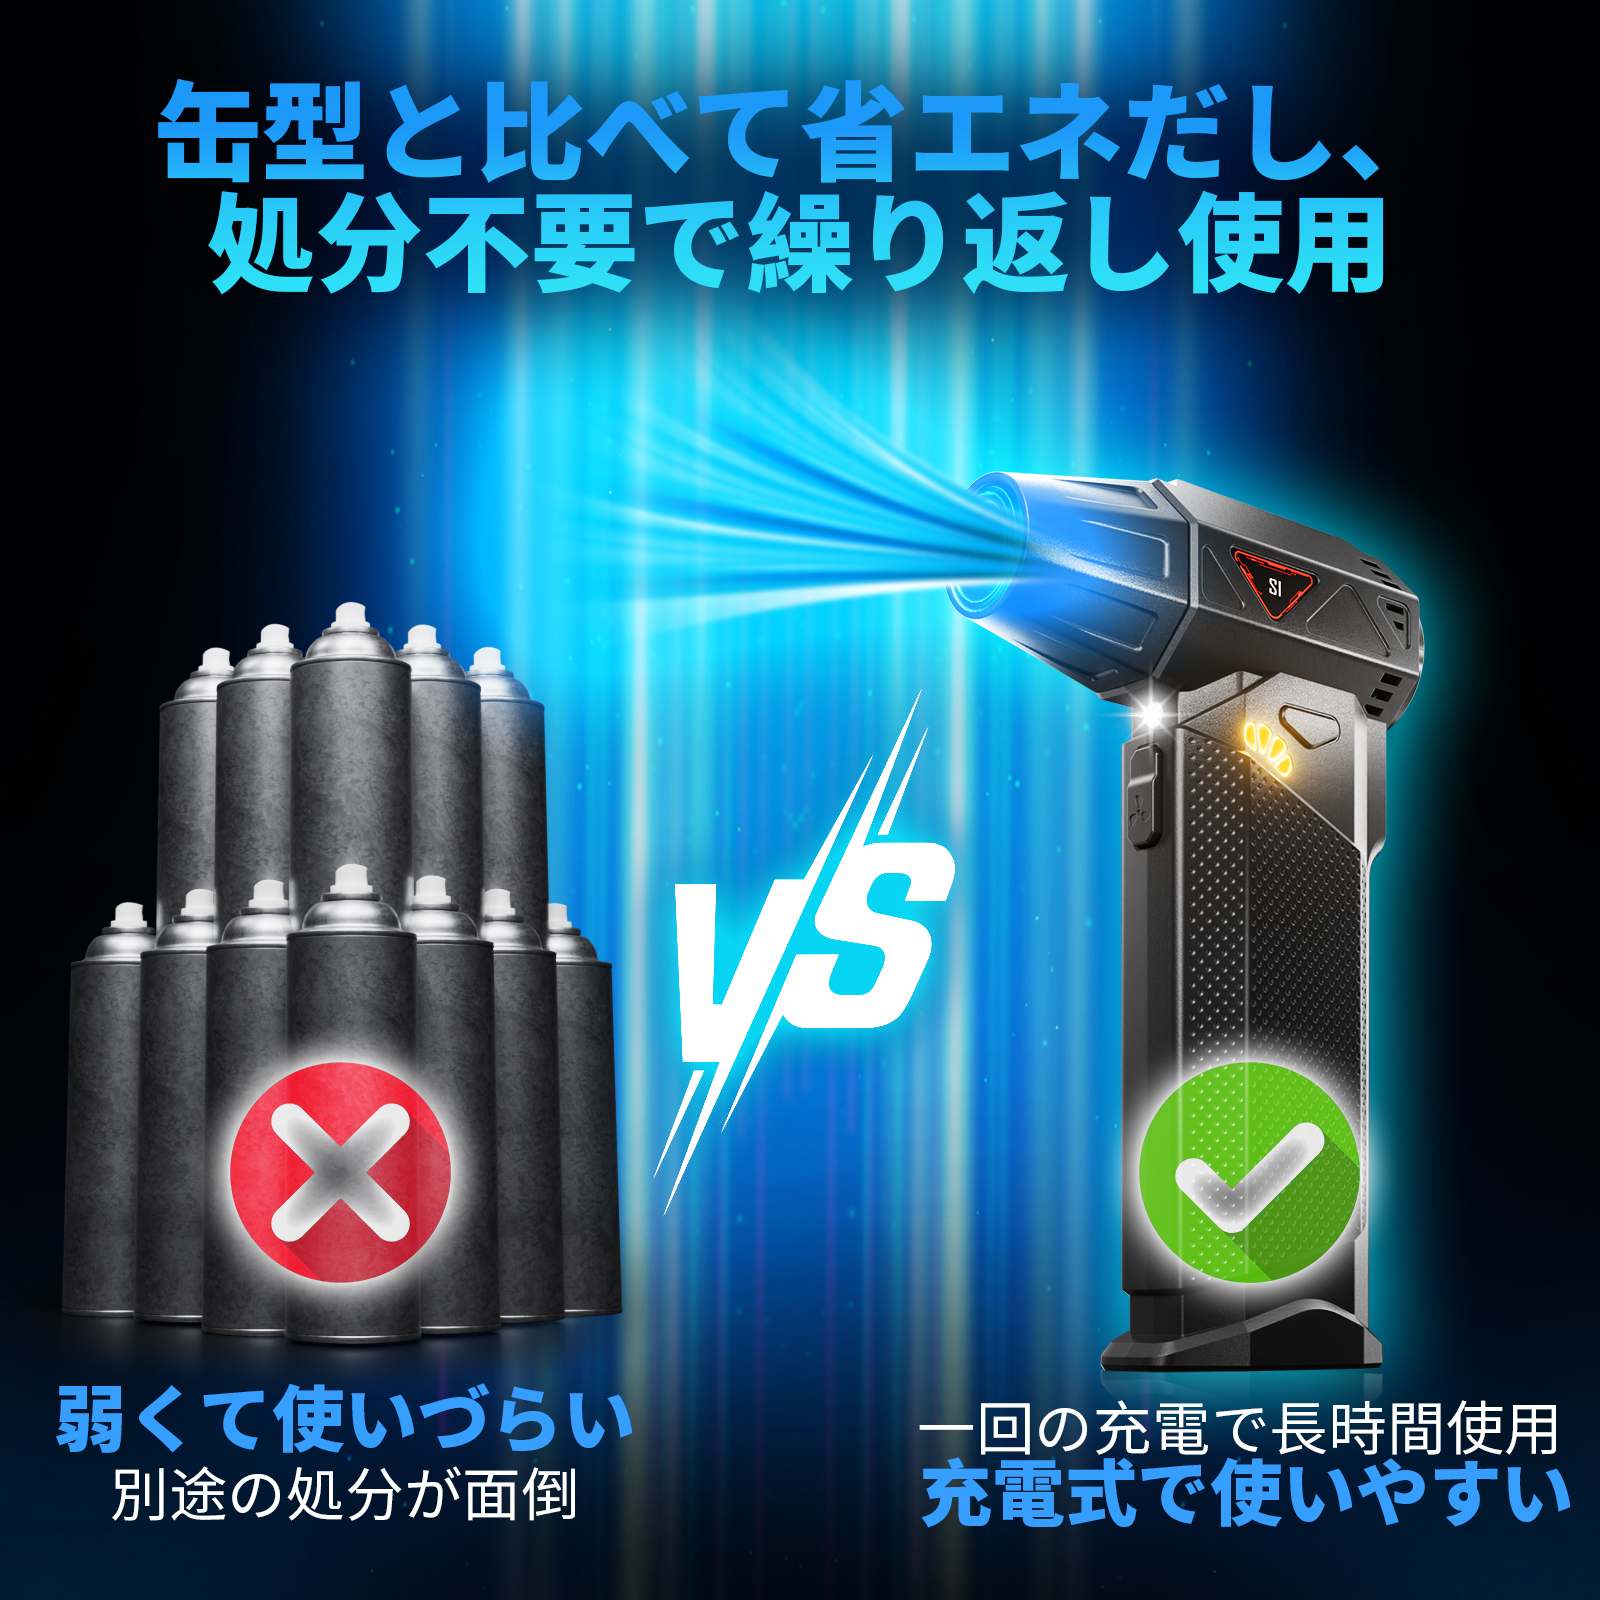 缶型と比べて省エネだし、
処分不要で繰り返し使用
SI
VS
弱くて使いづらい
別途の処分が面倒
一回の充電で長時間使用
充電式で使いやすい